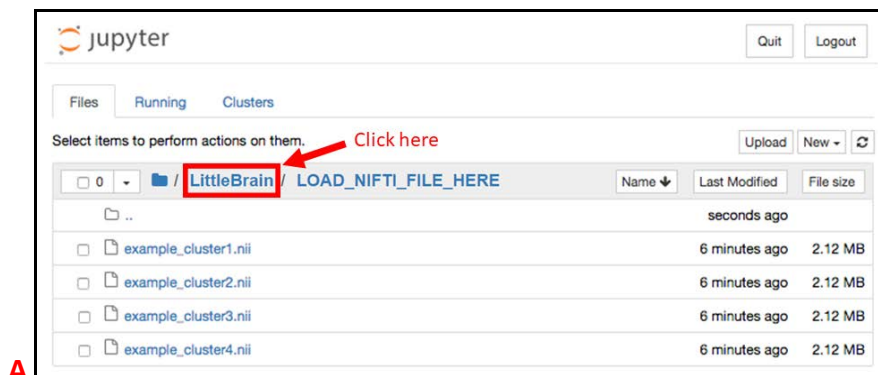 jupyter Quit Logout
Files Running Clusters
Select items to perform actions on them. Click here Upload New
0 / LittleBrain / LOAD_NIFTI_FILE_HERE Name Last Modified File size
.. seconds ago
example_cluster1.nii 6 minutes ago 2.12 MB
example_cluster2.nii 6 minutes ago 2.12 MB
example_cluster3.nii 6 minutes ago 2.12 MB
example_cluster4.nii 6 minutes ago 2.12 MB
A